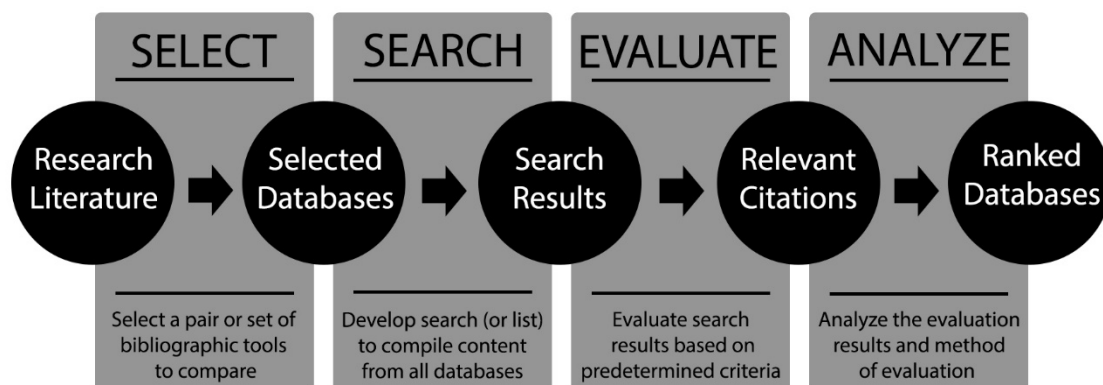 SELECT
SEARCH
EVALUATE
ANALYZE
Research
Literature
Selected
Databases
Search
Results
Relevant
Citations
Ranked
Databases
Select a pair or set of
bibliographic tools
to compare
Develop search (or list)
to compile content
from all databases
Evaluate search
results based on
predetermined criteria
Analyze the evaluation
results and method
of evaluation